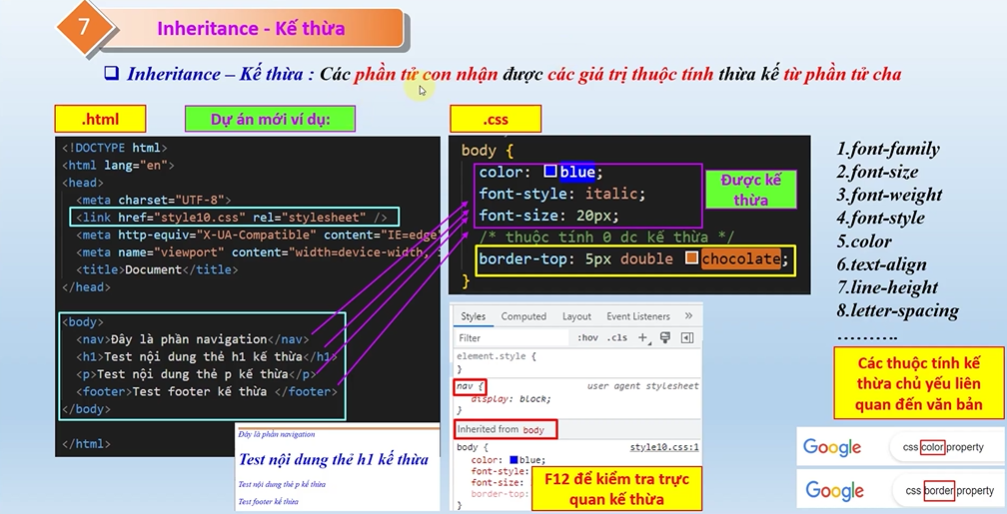 7
Inheritance - Kế thừa
Inheritance – Kế thừa : Các phần tử con nhận được các giá trị thuộc tính thừa kế từ phần tử cha
.html
Dự án mới ví dụ:
<!DOCTYPE html>
<html lang="en">
<head>
<meta charset="UTF-8">
<link href="style10.css" rel="stylesheet" />
<meta http-equiv="X-UA-Compatible" content="IE=edge
<meta name="viewport" content="width=device-width,
<title>Document</title>
</head>
<body>
<nav>Đây là phần navigation</nav>
<h1>Test nội dung thẻ h1 kế thừa</h1>
<p>Test nội dung thẻ p kế thừa</p>
<footer>Test footer kế thừa </footer>
</body>
</html>
Đây là phần navigation
Test nội dung thẻ h1 kế thừa
Test nội dung thẻ p kế thừa
Test footer kế thừa
.css
body {
color: blue;
font-style: italic;
font-size: 20px;
/* thuộc tính 0 dc kế thừa */
border-top: 5px double chocolate;
}
Được kế
thừa
Styles Computed Layout Event Listeners »
Filter :hov .cls +
element.style {
}
nav { user agent stylesheet
display: block;
}
Inherited from body
body { style10.css:1
color: blue;
font-style:
font-size:
border-top:
}
F12 để kiểm tra trực
quan kế thừa
1.font-family
2.font-size
3.font-weight
4.font-style
5.color
6.text-align
7.line-height
8.letter-spacing
……….
Các thuộc tính kế
thừa chủ yếu liên
quan đến văn bản
Google css color property
Google css border property